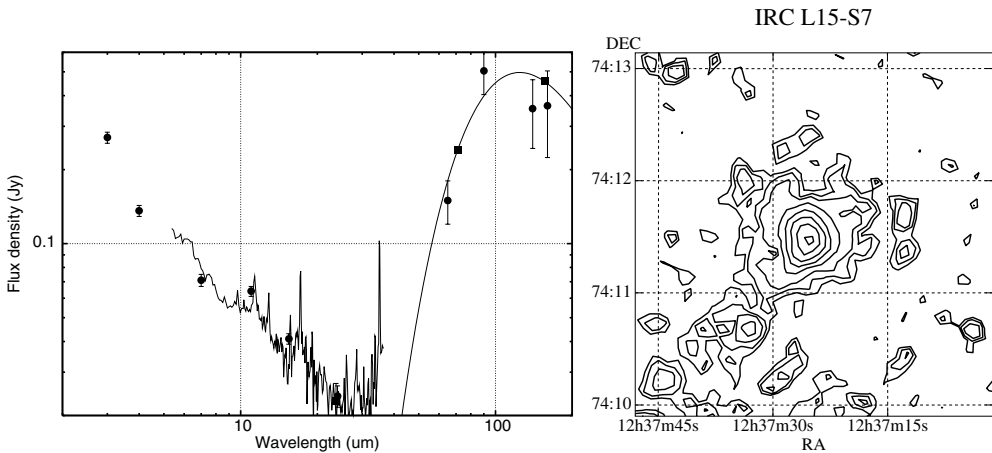 IRC L15-S7
DEC
74:13
74:12
74:11
74:10
12h37m45s
12h37m30s
12h37m15s
RA
Flux density (Jy)
0.1
10
100
Wavelength (um)